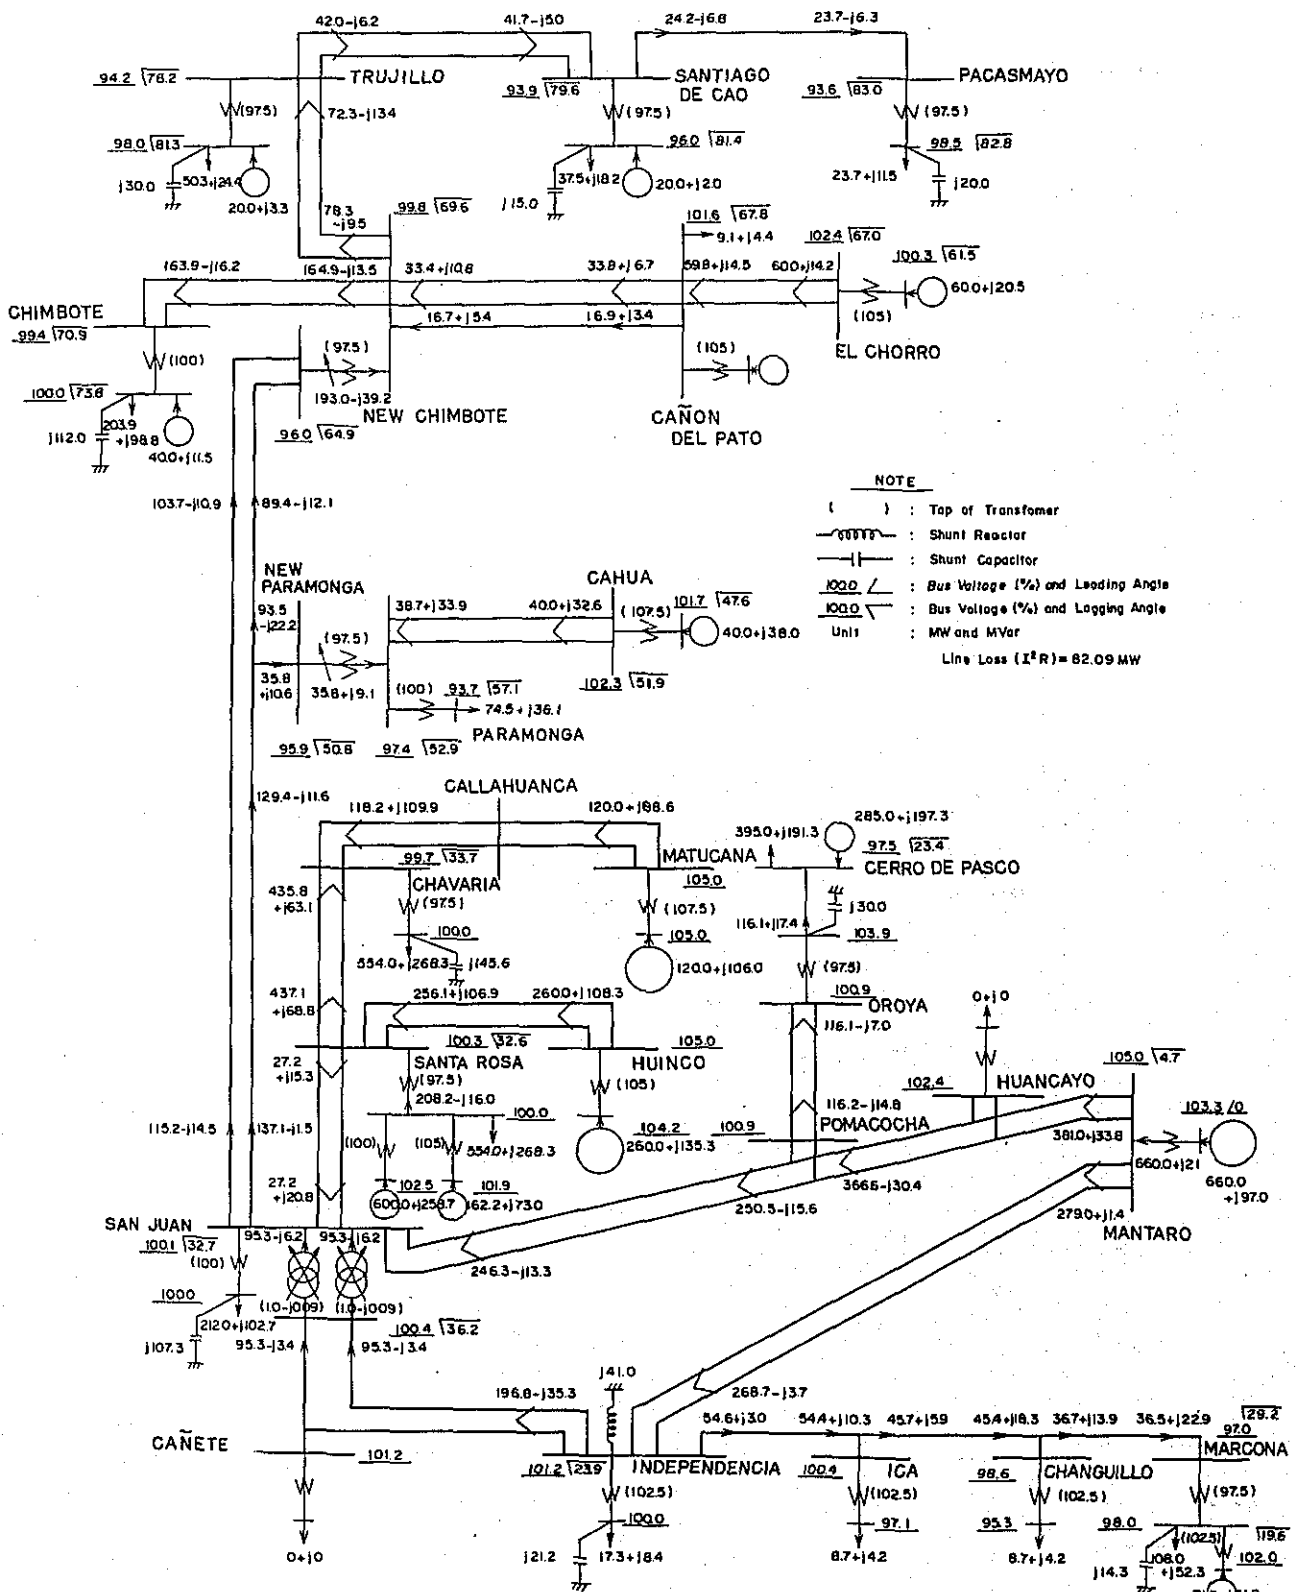 42.0-j6.2
41.7-j5.0
24.2-j6.8
23.7-j6.3
94.2 76.2
TRUJILLO
93.9 79.6
SANTIAGO
DE CAO
93.6 83.0
PACASMAYO
(97.5)
72.3-j13.4
(97.5)
(97.5)
98.0 81.3
96.0 81.4
98.5 82.8
j30.0
50.3+j24.4
20.0+j3.3
j15.0
37.5+j18.2
20.0+j2.0
23.7+j11.5
j20.0
78.3
-j9.5
99.8 69.6
101.6 67.8
9.1+j4.4
102.4 67.0
100.3 61.5
163.9-j16.2
164.9-j13.5
33.4+j10.8
33.8+j6.7
59.8+j14.5
60.0+j14.2
60.0+j20.5
(105)
CHIMBOTE
99.4 70.9
16.7+j5.4
16.9+j3.4
EL CHORRO
(100)
(97.5)
(105)
193.0-j39.2
NEW CHIMBOTE
CAÑON
DEL PATO
100.0 73.8
96.0 64.9
j112.0
203.9
+j98.8
40.0+j11.5
103.7-j10.9
89.4-j12.1
NOTE
( ) : Tap of Transfomer
: Shunt Reactor
: Shunt Capacitor
100.0 : Bus Voltage (%) and Leading Angle
100.0 : Bus Voltage (%) and Lagging Angle
Unit : MW and MVar
Line Loss (I²R)= 82.09 MW
NEW
PARAMONGA
CAHUA
93.5
-j22.2
38.7+j33.9
40.0+j32.6
(107.5)
101.7 47.6
40.0+j38.0
(97.5)
35.8
+j10.6
35.8+j9.1
(100)
93.7 57.1
102.3 51.9
74.5+j36.1
PARAMONGA
95.9 50.8
97.4 52.9
CALLAHUANCA
129.4-j11.6
118.2+j109.9
120.0+j88.6
285.0+j197.3
395.0+j191.3
97.5 23.4
99.7 33.7
MATUCANA
CERRO DE PASCO
CHAVARIA
105.0
435.8
+j63.1
(97.5)
(107.5)
j30.0
116.1+j17.4
100.0
105.0
103.9
554.0+j268.3
j145.6
120.0+j106.0
(97.5)
437.1
+j68.8
256.1+j106.9
260.0+j108.3
100.9
OROYA
0+j0
116.1-j7.0
100.3 32.6
105.0
27.2
+j15.3
SANTA ROSA
HUINCO
105.0 4.7
(97.5)
(105)
102.4
HUANCAYO
208.2-j16.0
116.2-j14.8
100.0
POMACOCHA
103.3 /0
115.2-j14.5
137.1-j1.5
(100)
(105)
554.0+j268.3
104.2
260.0+j135.3
100.9
381.0+j33.8
660.0+j21
27.2
+j20.8
102.5
101.9
366.6-j30.4
660.0
+j97.0
600.0+j258.7
162.2+j73.0
250.5-j15.6
279.0+j1.4
SAN JUAN
95.3-j6.2
95.3-j6.2
MANTARO
100.1 32.7
(100)
246.3-j13.3
100.0
(1.0-j0.09)
(1.0-j0.09)
212.0+j102.7
100.4 36.2
j107.3
95.3-j3.4
95.3-j3.4
j41.0
196.8-j35.3
268.7-j3.7
54.6+j3.0
54.4+j10.3
45.7+j5.9
45.4+j18.3
36.7+j13.9
36.5+j22.9
29.2
97.0
CAÑETE
101.2
101.2 23.9
INDEPENDENCIA
100.4
ICA
98.6
CHANGUILLO
MARCONA
(102.5)
(102.5)
(102.5)
(97.5)
100.0
97.1
95.3
98.0
(102.5)
19.6
102.0
0+j0
j21.2
17.3+j8.4
8.7+j4.2
8.7+j4.2
j14.3
108.0
+j52.3